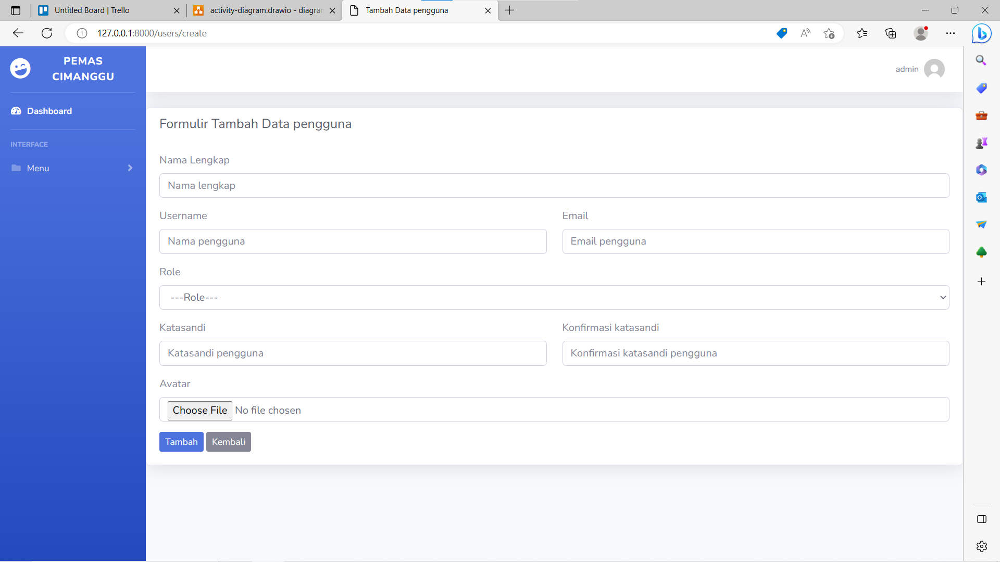 Untitled Board | Trello
activity-diagram.drawio - diagran
Tambah Data pengguna
127.0.0.1:8000/users/create
PEMAS
CIMANGGU
admin
Dashboard
INTERFACE
Menu
Formulir Tambah Data pengguna
Nama Lengkap
Nama lengkap
Username
Email
Nama pengguna
Email pengguna
Role
---Role---
Katasandi
Konfirmasi katasandi
Katasandi pengguna
Konfirmasi katasandi pengguna
Avatar
Choose File No file chosen
Tambah
Kembali